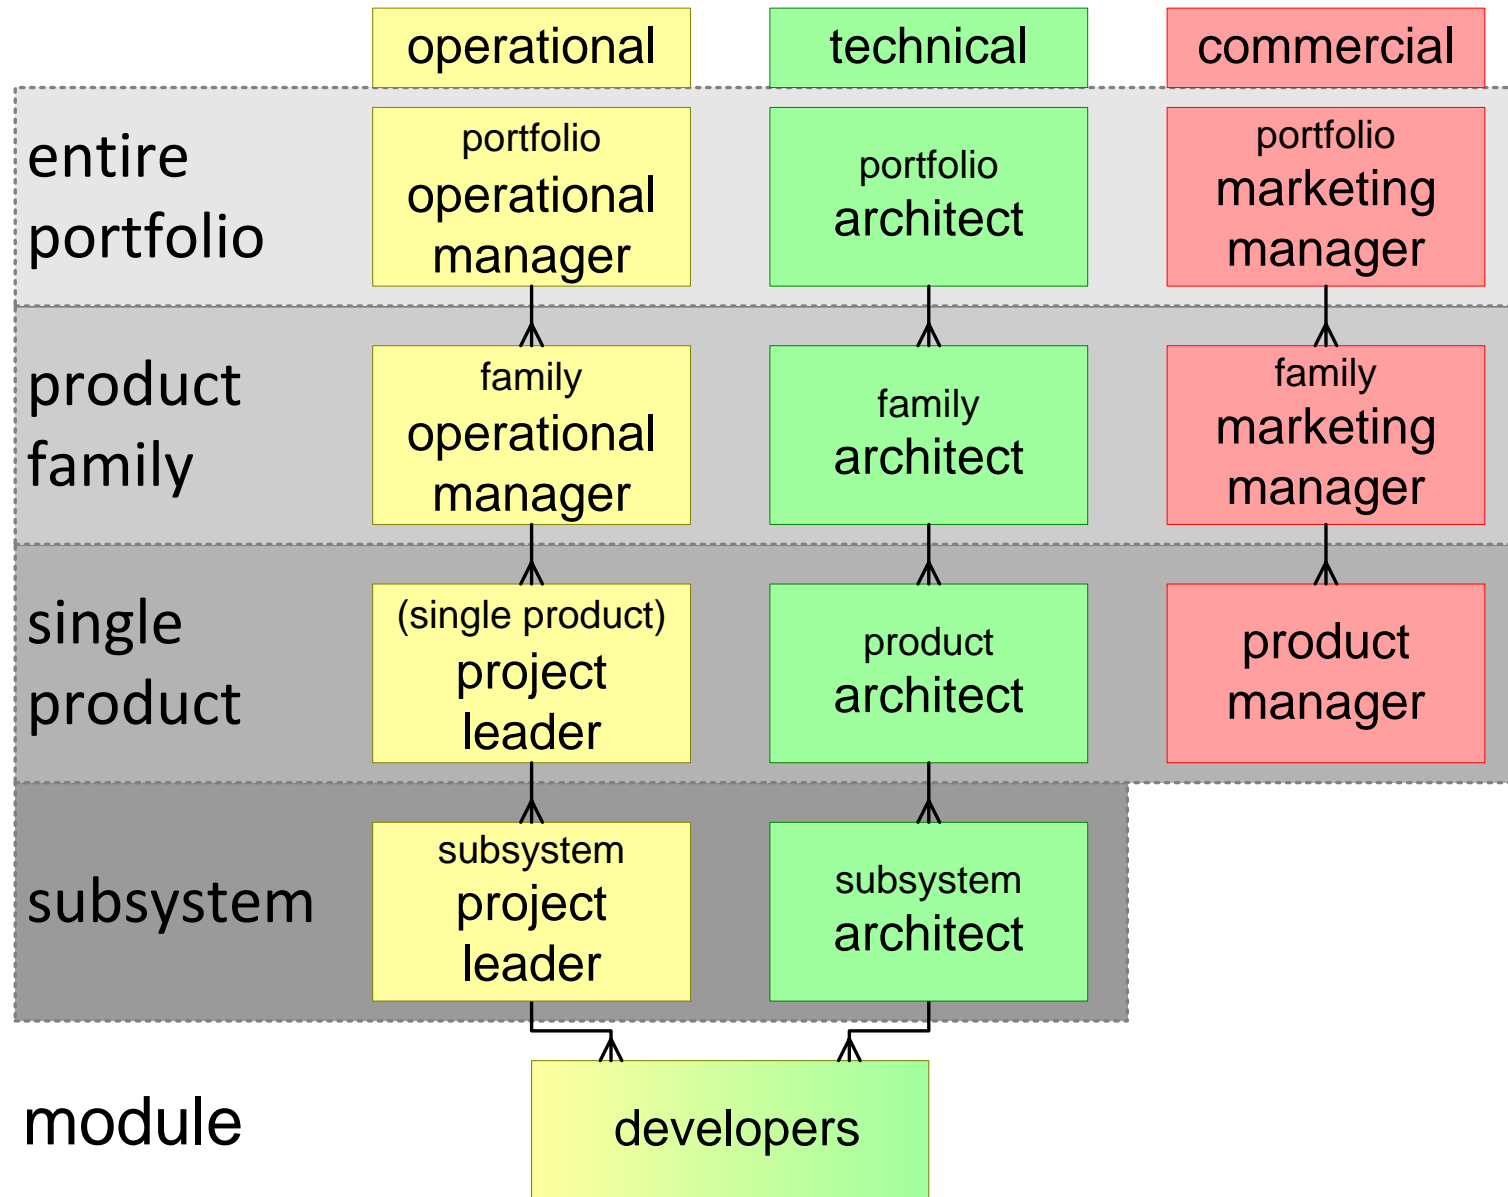 operational
technical
commercial
entire
portfolio
portfolio
operational
manager
portfolio
architect
portfolio
marketing
manager
product
family
family
operational
manager
family
architect
family
marketing
manager
single
product
(single product)
project
leader
product
architect
product
manager
subsystem
subsystem
project
leader
subsystem
architect
module
developers